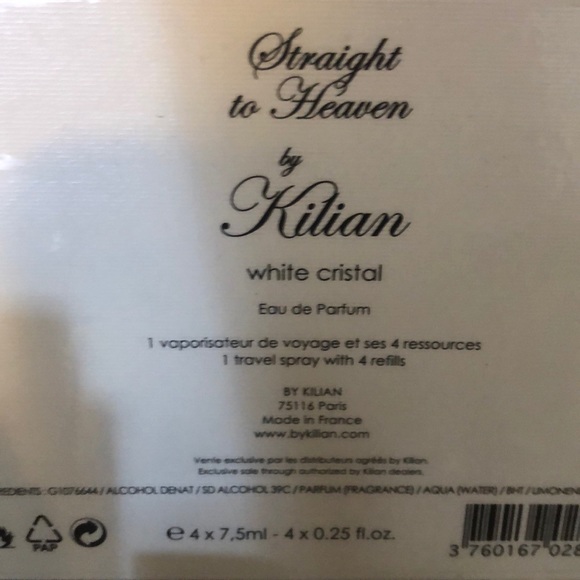 Straight
to Heaven
by
Kilian
white cristal
Eau de Parfum
1 vaporisateur de voyage et ses 4 ressources
1 travel spray with 4 refills
BY KILIAN
75116 Paris
Made in France
www.bykilian.com
Vente exclusive par les distributeurs agréés by Kilian.
Exclusive sale through authorized by Kilian dealers.
REDIENTS : G1076644 / ALCOHOL DENAT / SD ALCOHOL 39C / PARFUM (FRAGRANCE) / AQUA (WATER) / BHT / LIMONEN
PAP
e 4 x 7,5ml - 4 x 0.25 fl.oz.
3 760167 028